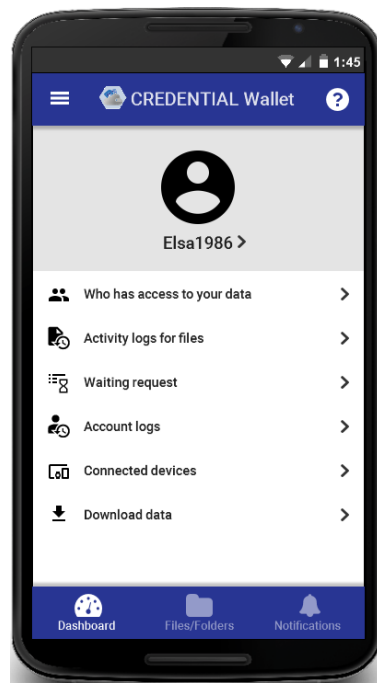 1:45
CREDENTIAL Wallet
?
Elsa1986
Who has access to your data
Activity logs for files
Waiting request
Account logs
Connected devices
Download data
Dashboard Files/Folders Notifications